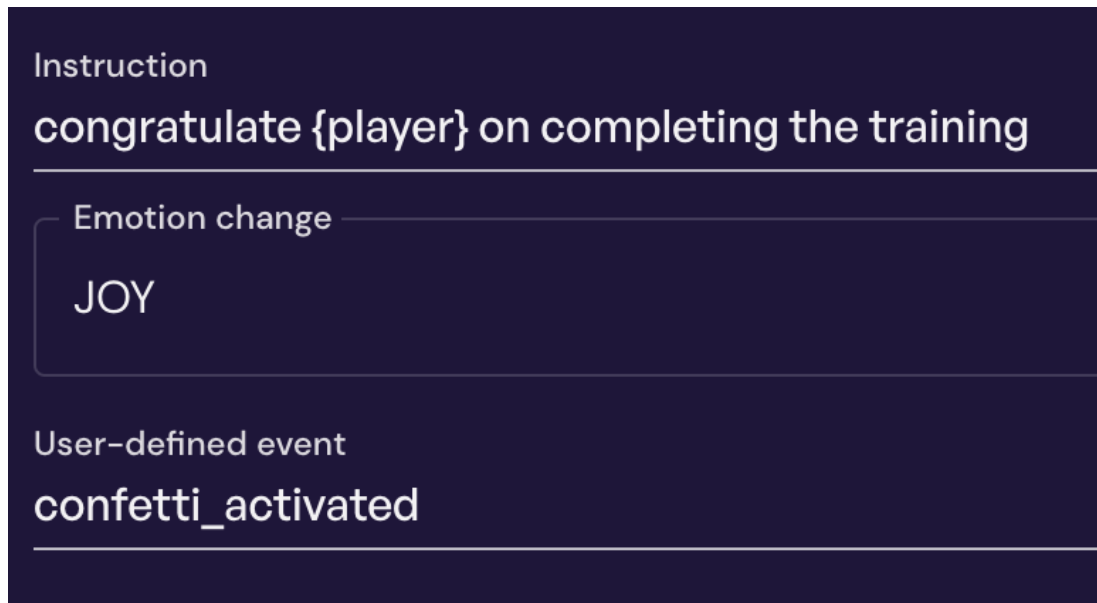 Instruction
congratulate {player} on completing the training
Emotion change
JOY
User-defined event
confetti_activated